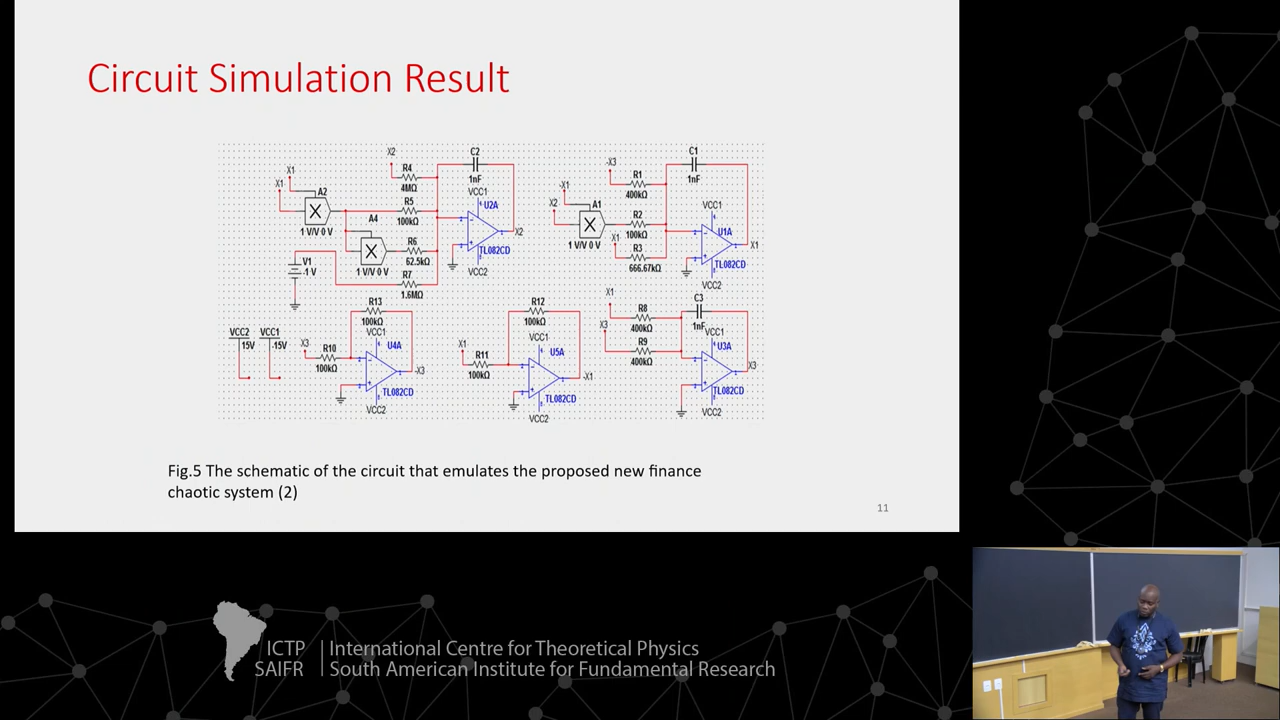 Circuit Simulation Result
X2
R4
4MΩ
C2
1nF
X1
X1
A2
1 V/V 0 V
R5
100kΩ
VCC1
U2A
X2
A4
1 V/V 0 V
R6
62.5kΩ
TL082CD
VCC2
V1
-1 V
R7
1.6MΩ
-X3
R1
400kΩ
C1
1nF
-X1
X2
A1
1 V/V 0 V
R2
100kΩ
VCC1
U1A
X1
X1
R3
666.67kΩ
TL082CD
VCC2
VCC2
15V
VCC1
-15V
X3
R10
100kΩ
R13
100kΩ
VCC1
U4A
-X3
TL082CD
VCC2
X1
R11
100kΩ
R12
100kΩ
VCC1
U5A
-X1
TL082CD
VCC2
X1
R8
400kΩ
C3
1nF
X3
R9
400kΩ
VCC1
U3A
X3
TL082CD
VCC2
Fig.5 The schematic of the circuit that emulates the proposed new finance
chaotic system (2)
11
ICTP
SAIFR
International Centre for Theoretical Physics
South American Institute for Fundamental Research